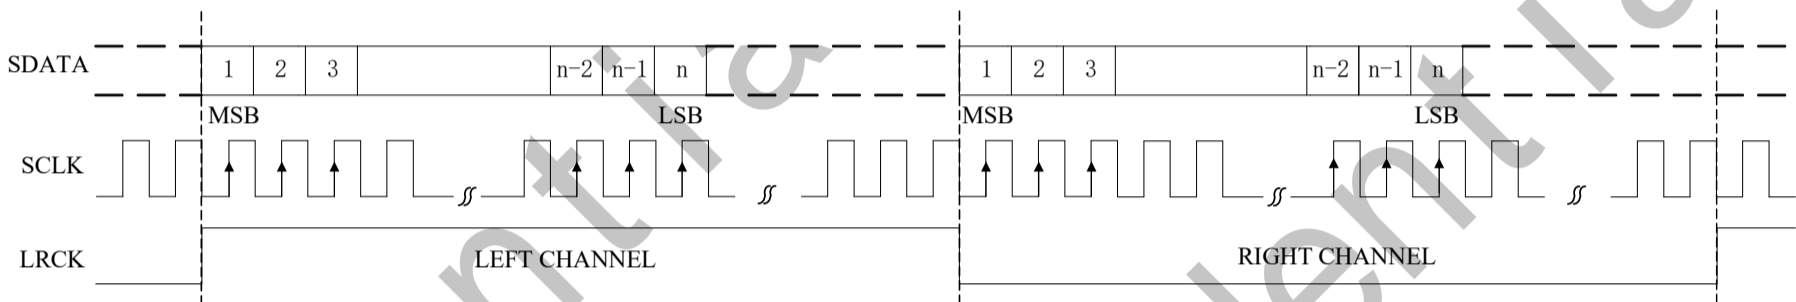 SDATA 1 2 3 n-2 n-1 n 1 2 3 n-2 n-1 n
MSB LSB MSB LSB
SCLK
LRCK LEFT CHANNEL RIGHT CHANNEL